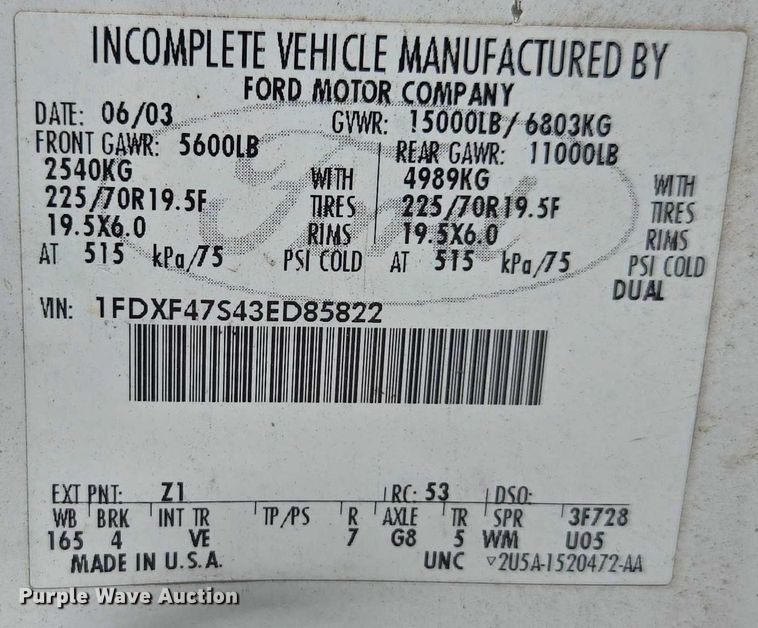 INCOMPLETE VEHICLE MANUFACTURED BY
FORD MOTOR COMPANY
DATE: 06/03 GVWR: 15000LB/6803KG
FRONT GAWR: 5600LB REAR GAWR: 11000LB
2540KG WITH 4989KG WITH
225/70R19.5F TIRES 225/70R19.5F TIRES
19.5X6.0 RIMS 19.5X6.0 RIMS
AT 515 kPa/75 PSI COLD AT 515 kPa/75 PSI COLD
DUAL
VIN: 1FDXF47S43ED85822
EXT PNT: Z1 RC: 53 DSO:
WB BRK INT TR TP/PS R AXLE TR SPR 3F728
165 4 VE 7 G8 5 WM U05
MADE IN U.S.A. UNC ▽2U5A-1520472-AA
Ford
Purple Wave Auction